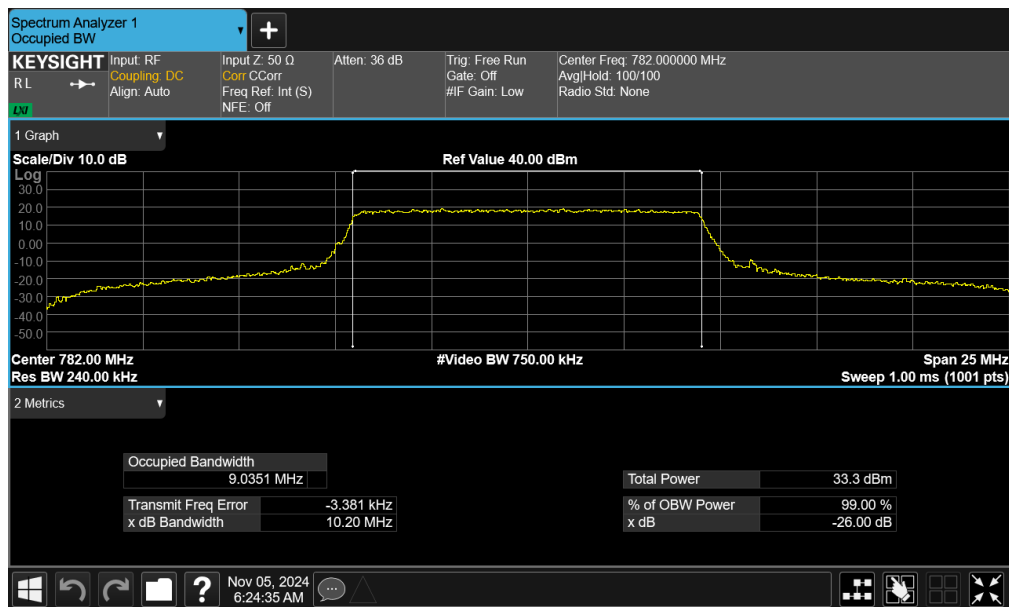 Spectrum Analyzer 1
Occupied BW
KEYSIGHT
R L
LXI
Input: RF
Coupling: DC
Align: Auto
Input Z: 50 Ω
Corr CCorr
Freq Ref: Int (S)
NFE: Off
Atten: 36 dB
Trig: Free Run
Gate: Off
#IF Gain: Low
Center Freq: 782.000000 MHz
Avg|Hold: 100/100
Radio Std: None
1 Graph
Scale/Div 10.0 dB
Ref Value 40.00 dBm
Log
30.0
20.0
10.0
0.00
-10.0
-20.0
-30.0
-40.0
-50.0
Center 782.00 MHz
#Video BW 750.00 kHz
Span 25 MHz
Res BW 240.00 kHz
Sweep 1.00 ms (1001 pts)
2 Metrics
Occupied Bandwidth
9.0351 MHz
Transmit Freq Error -3.381 kHz
x dB Bandwidth 10.20 MHz
Total Power 33.3 dBm
% of OBW Power 99.00 %
x dB -26.00 dB
Nov 05, 2024
6:24:35 AM